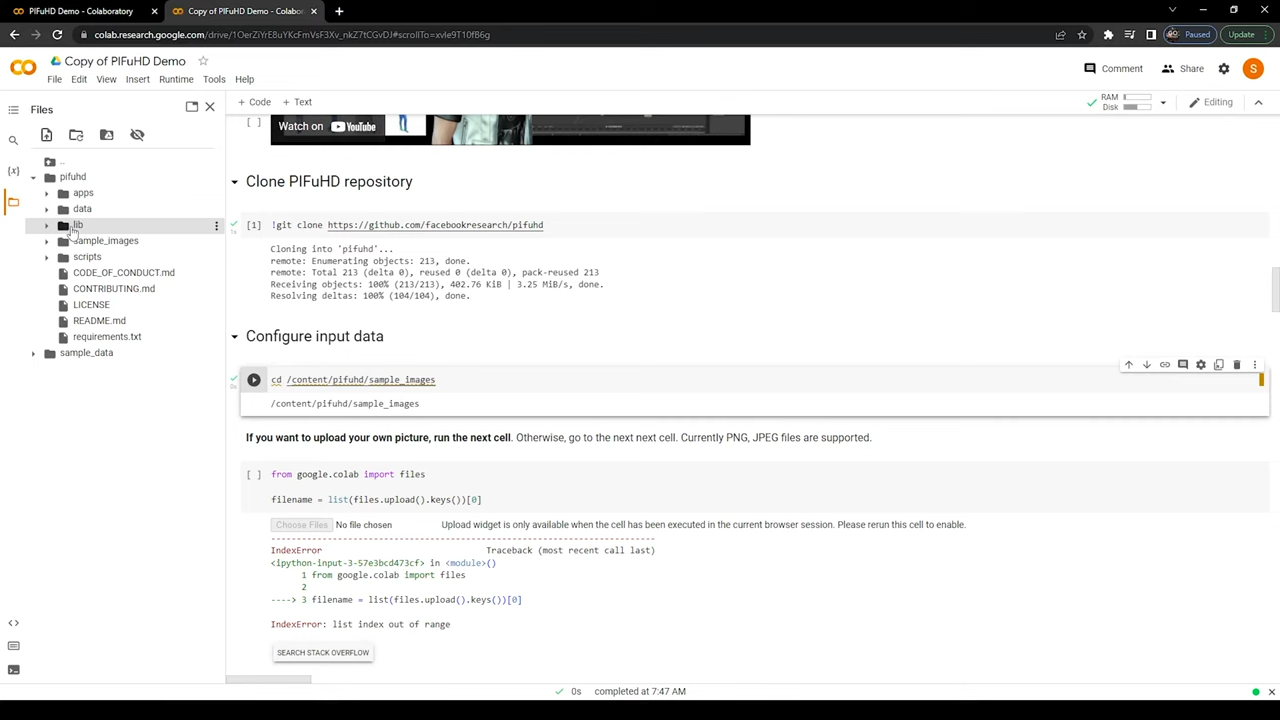 PIFuHD Demo - Colaboratory
Copy of PIFuHD Demo - Colaborat
colab.research.google.com/drive/1OerZiYrE8uYKcFmVsF3Xv_nkZ7tCGvDJ#scrollTo=xvIe9T10fB6g
Paused
Update
Copy of PIFuHD Demo
File Edit View Insert Runtime Tools Help
Comment
Share
S
Files
+ Code + Text
RAM
Disk
Editing
..
pifuhd
apps
data
lib
sample_images
scripts
CODE_OF_CONDUCT.md
CONTRIBUTING.md
LICENSE
README.md
requirements.txt
sample_data
[ ]
Watch on YouTube
Clone PIFuHD repository
[1] !git clone https://github.com/facebookresearch/pifuhd
1s
Cloning into 'pifuhd'...
remote: Enumerating objects: 213, done.
remote: Total 213 (delta 0), reused 0 (delta 0), pack-reused 213
Receiving objects: 100% (213/213), 402.76 KiB | 3.25 MiB/s, done.
Resolving deltas: 100% (104/104), done.
Configure input data
cd /content/pifuhd/sample_images
0s
/content/pifuhd/sample_images
If you want to upload your own picture, run the next cell. Otherwise, go to the next next cell. Currently PNG, JPEG files are supported.
[ ] from google.colab import files
filename = list(files.upload().keys())[0]
Choose Files No file chosen Upload widget is only available when the cell has been executed in the current browser session. Please rerun this cell to enable.
---------------------------------------------------------------------------
IndexError Traceback (most recent call last)
<ipython-input-3-57e3bcd473cf> in <module>()
1 from google.colab import files
2
----> 3 filename = list(files.upload().keys())[0]
IndexError: list index out of range
SEARCH STACK OVERFLOW
0s completed at 7:47 AM